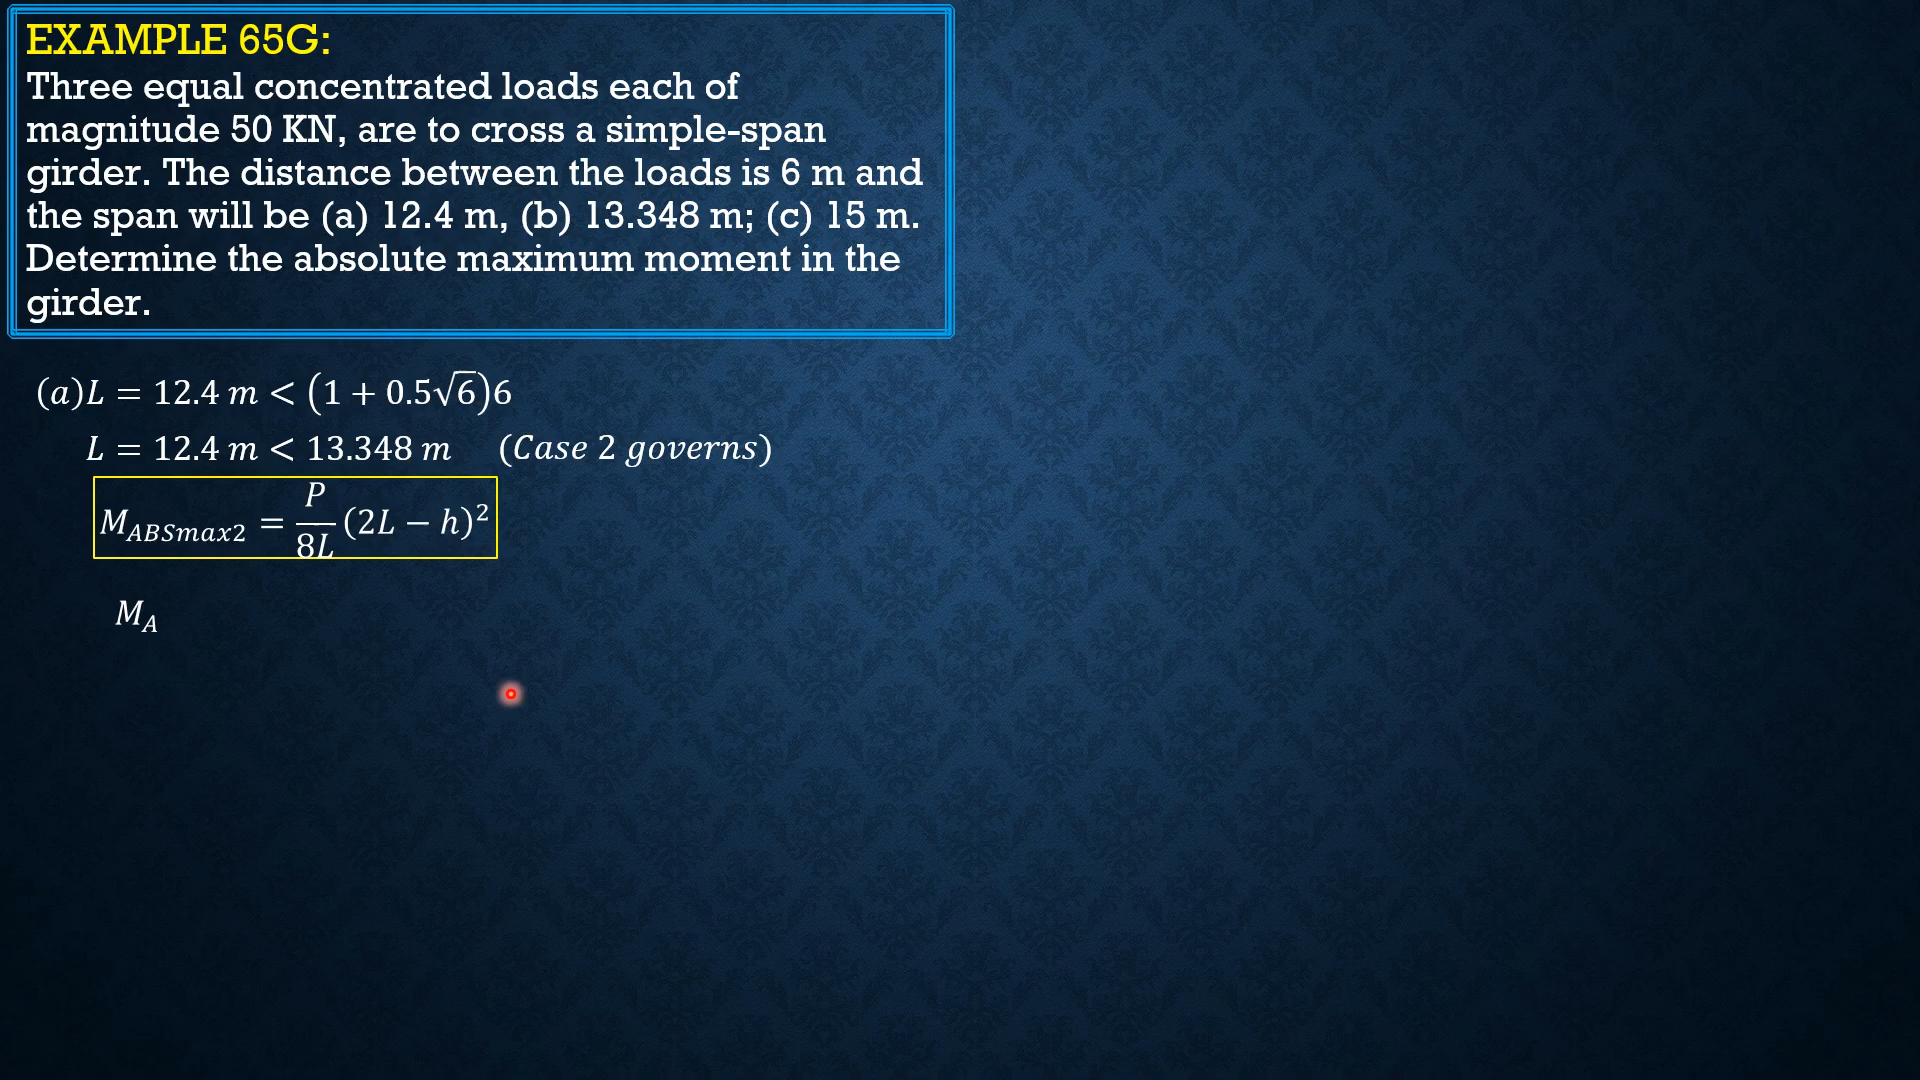 EXAMPLE 65G:
Three equal concentrated loads each of
magnitude 50 KN, are to cross a simple-span
girder. The distance between the loads is 6 m and
the span will be (a) 12.4 m, (b) 13.348 m; (c) 15 m.
Determine the absolute maximum moment in the
girder.
(a)L = 12.4 m < (1 + 0.5√6)6
L = 12.4 m < 13.348 m (Case 2 governs)
M_{ABSmax2} = \frac{P}{8L}(2L − h)^2
M_A